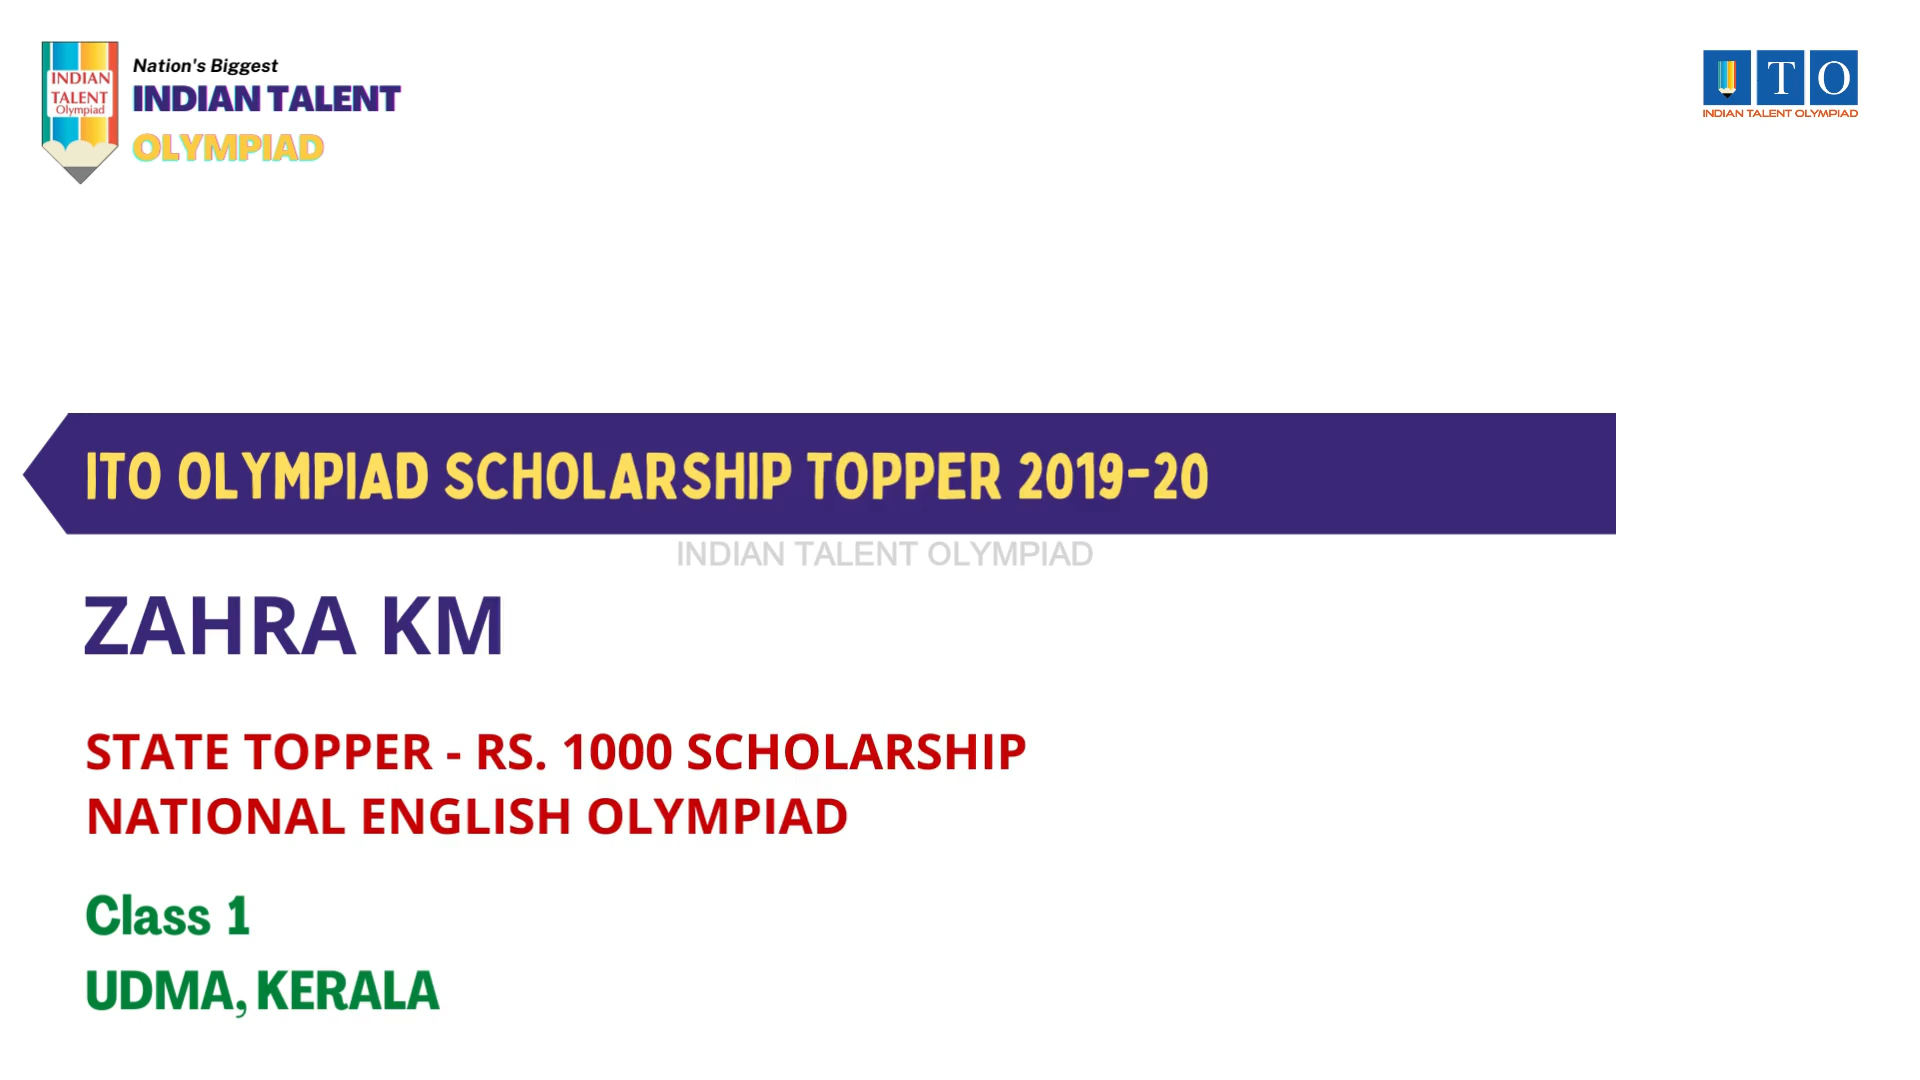 INDIAN
TALENT
Olympiad
Nation's Biggest
INDIAN TALENT
OLYMPIAD
ITO
INDIAN TALENT OLYMPIAD
ITO OLYMPIAD SCHOLARSHIP TOPPER 2019-20
INDIAN TALENT OLYMPIAD
ZAHRA KM
STATE TOPPER - RS. 1000 SCHOLARSHIP
NATIONAL ENGLISH OLYMPIAD
Class 1
UDMA, KERALA